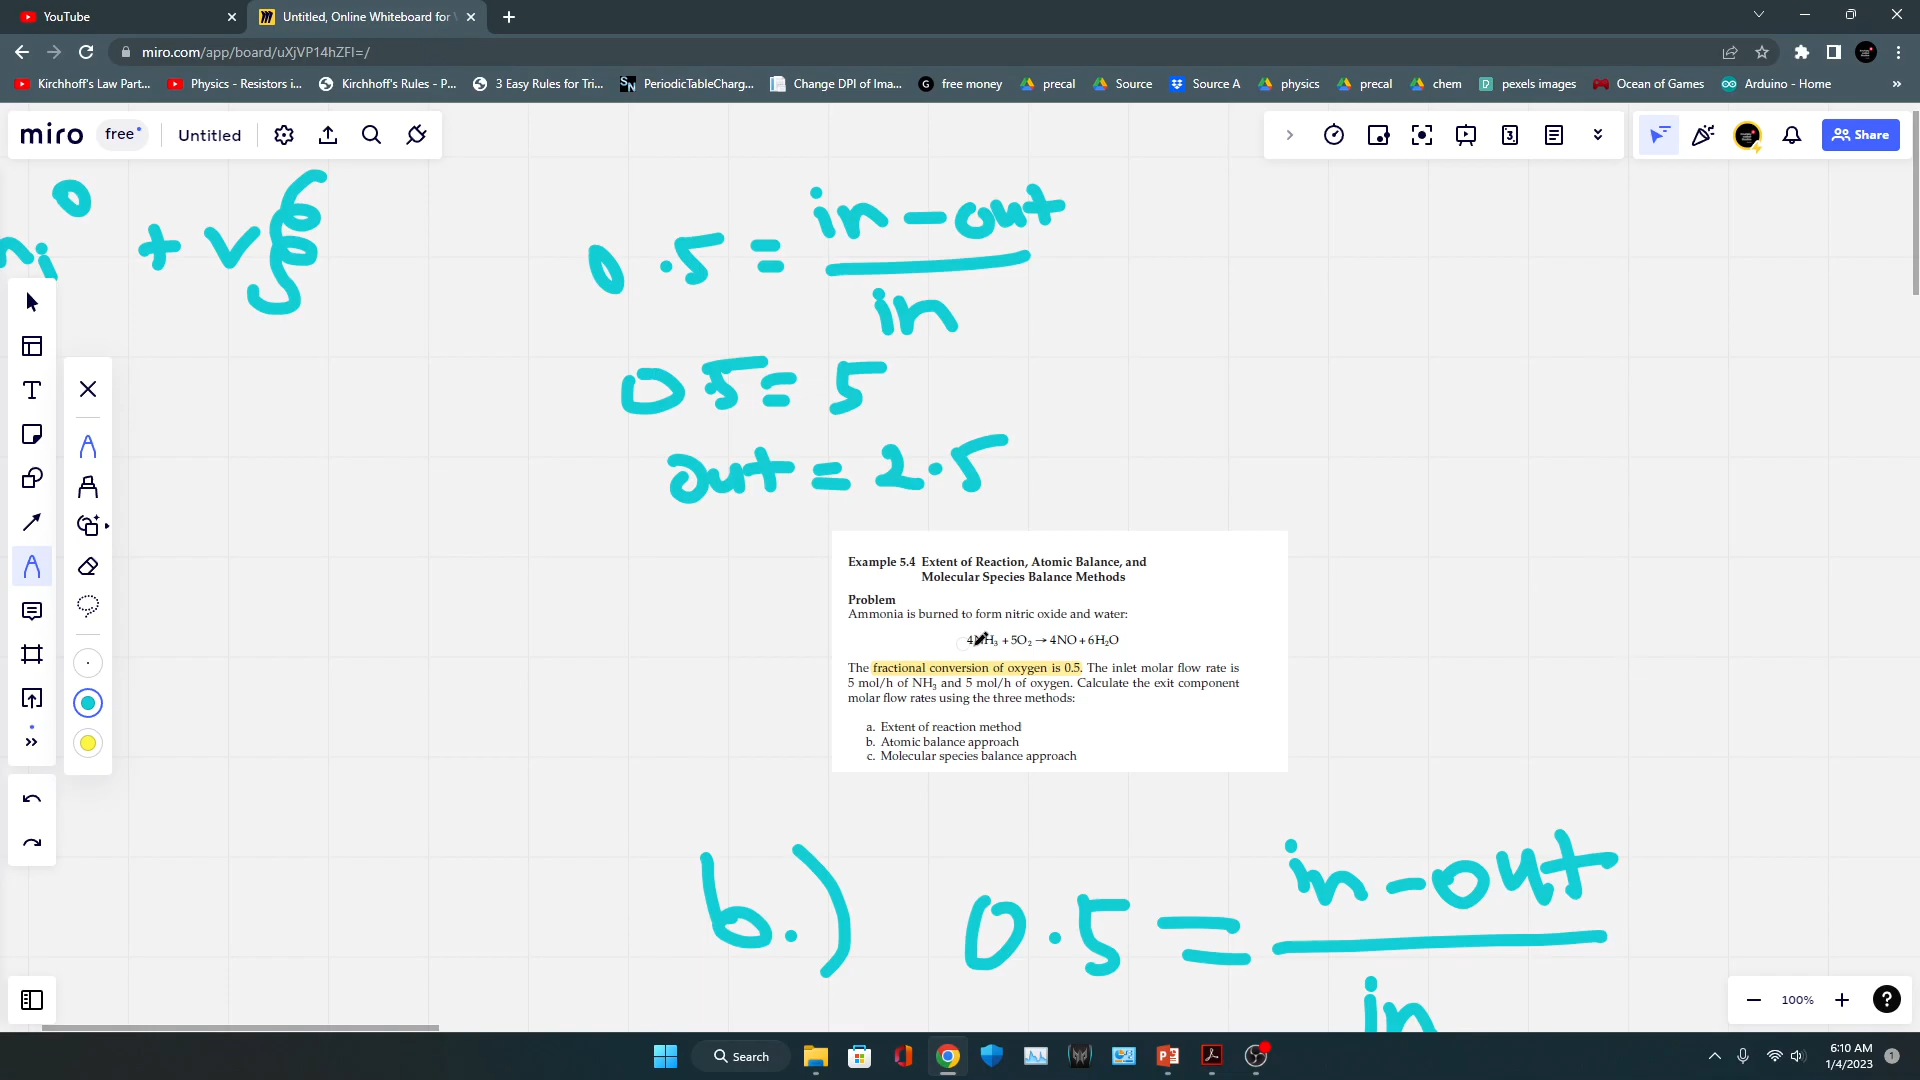 YouTube
Untitled, Online Whiteboard for
miro.com/app/board/uXjVP14hZFI=/
Kirchhoff's Law Part...
Physics - Resistors i...
Kirchhoff's Rules - P...
3 Easy Rules for Tri...
PeriodicTableCharg...
Change DPI of Ima...
free money
precal
Source
Source A
physics
precal
chem
pexels images
Ocean of Games
Arduino - Home
miro
free
Untitled
Share
ni° + vξ
0.5 = in-out
in
0 5 = 5
out = 2.5
Example 5.4 Extent of Reaction, Atomic Balance, and
Molecular Species Balance Methods
Problem
Ammonia is burned to form nitric oxide and water:
4NH₃ + 5O₂ → 4NO + 6H₂O
The fractional conversion of oxygen is 0.5. The inlet molar flow rate is
5 mol/h of NH₃ and 5 mol/h of oxygen. Calculate the exit component
molar flow rates using the three methods:
a. Extent of reaction method
b. Atomic balance approach
c. Molecular species balance approach
b.) 0.5 = in-out
in
100%
Search
6:10 AM
1/4/2023